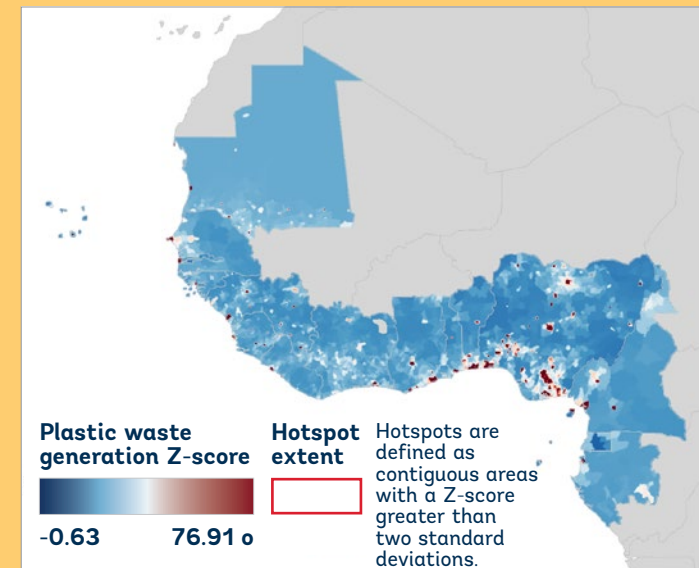 Plastic waste
generation Z-score
-0.63 76.91 o
Hotspot
extent
Hotspots are
defined as
contiguous areas
with a Z-score
greater than
two standard
deviations.